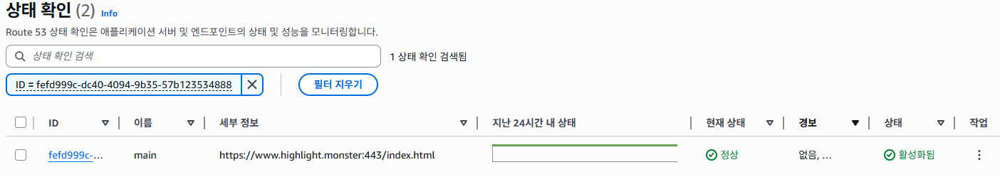 상태 확인 (2) Info
Route 53 상태 확인은 애플리케이션 서버 및 엔드포인트의 상태 및 성능을 모니터링합니다.
상태 확인 검색 1 상태 확인 검색됨
ID = fefd999c-dc40-4094-9b35-57b123534888 필터 지우기
ID 이름 세부 정보 지난 24시간 내 상태 현재 상태 경보 상태 작업
fefd999c-... main https://www.highlight.monster:443/index.html 정상 없음, ... 활성화됨